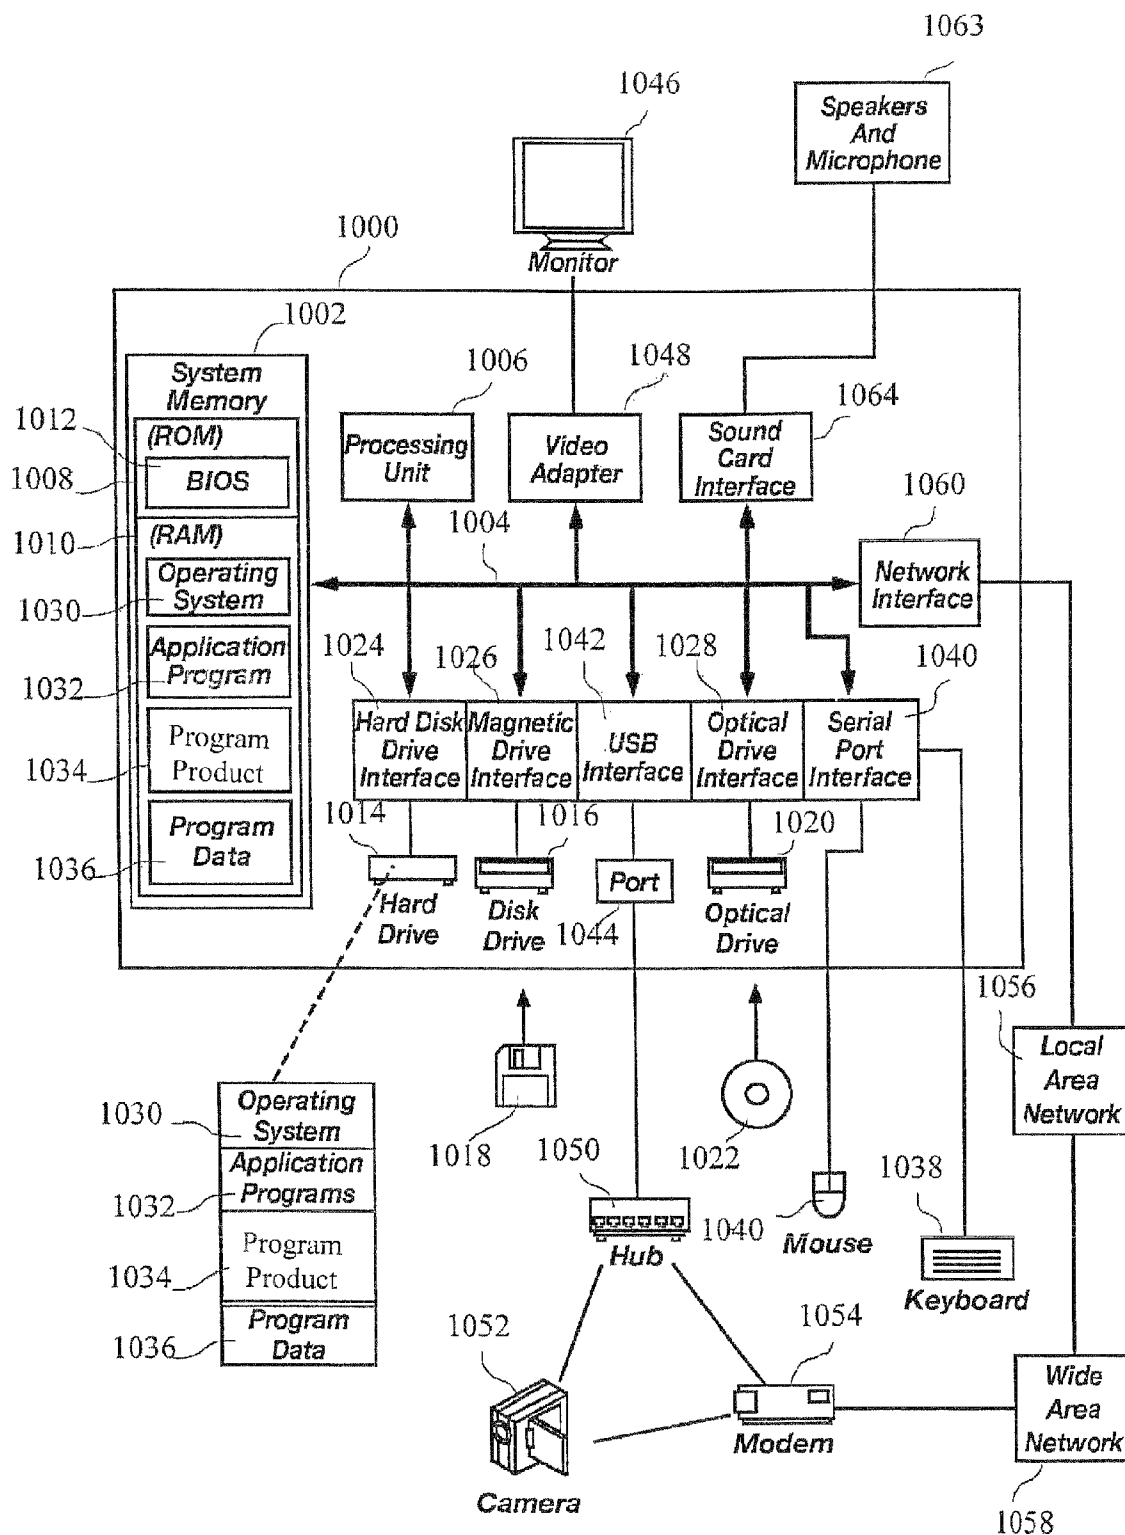 1063
Speakers
And
Microphone
1046
Monitor
1000
1002
System
Memory
1012
(ROM)
BIOS
1008
1010
(RAM)
Operating
System
1030
Application
Program
1032
Program
Product
1034
Program
Data
1036
1006
Processing
Unit
1048
Video
Adapter
1064
Sound
Card
Interface
1004
1060
Network
Interface
1024
Hard Disk
Drive
Interface
1026
Magnetic
Drive
Interface
1042
USB
Interface
1028
Optical
Drive
Interface
1040
Serial
Port
Interface
1014
Hard
Drive
1016
Disk
Drive
Port
1044
1020
Optical
Drive
1056
Local
Area
Network
1030
Operating
System
1032
Application
Programs
1034
Program
Product
1036
Program
Data
1018
1022
1050
Hub
1040
Mouse
1038
Keyboard
1052
Camera
1054
Modem
Wide
Area
Network
1058